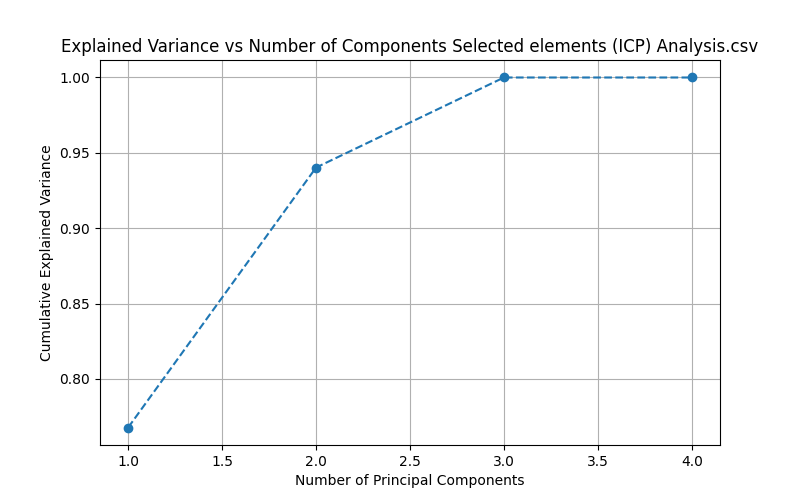 Explained Variance vs Number of Components Selected elements (ICP) Analysis.csv
1.00
0.95
0.90
0.85
0.80
Cumulative Explained Variance
1.0 1.5 2.0 2.5 3.0 3.5 4.0
Number of Principal Components